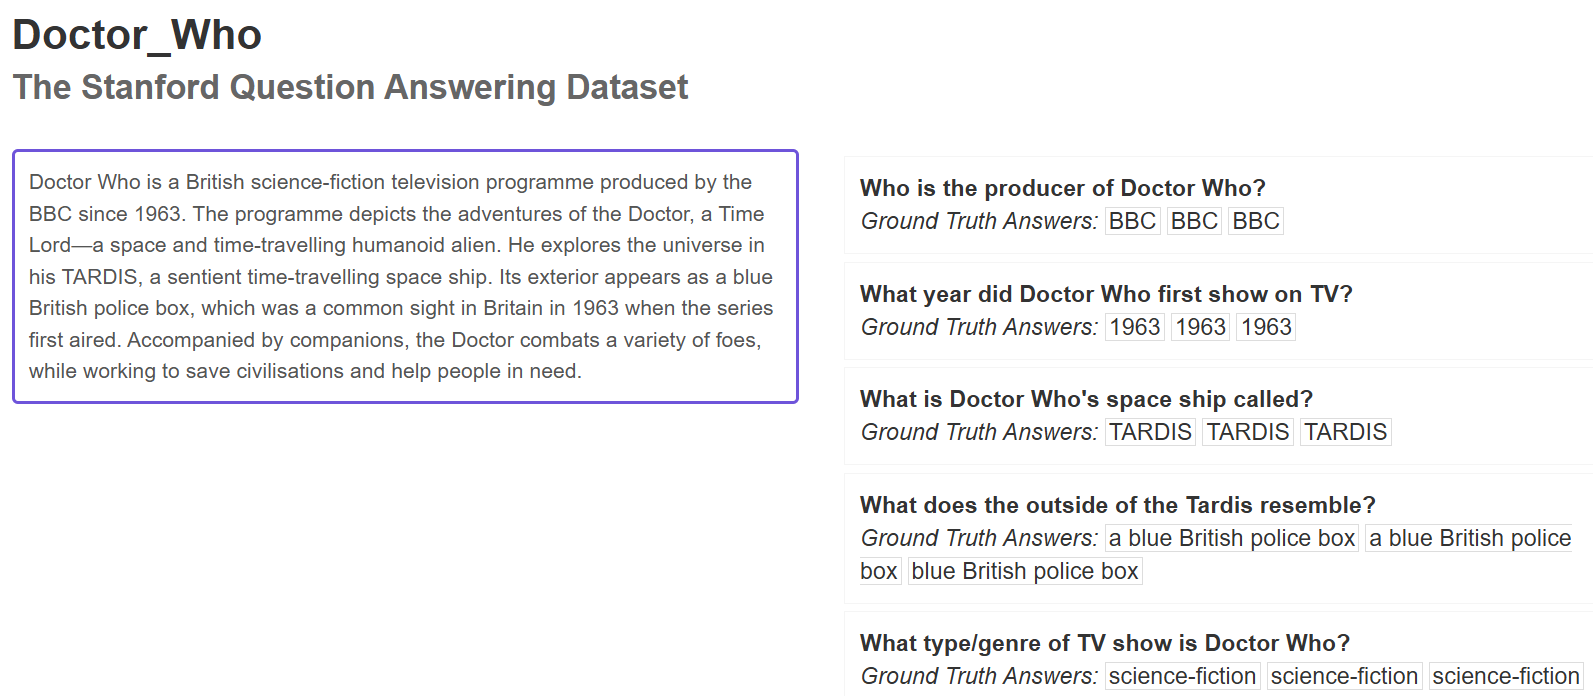 Doctor_Who
The Stanford Question Answering Dataset
Doctor Who is a British science-fiction television programme produced by the
BBC since 1963. The programme depicts the adventures of the Doctor, a Time
Lord—a space and time-travelling humanoid alien. He explores the universe in
his TARDIS, a sentient time-travelling space ship. Its exterior appears as a blue
British police box, which was a common sight in Britain in 1963 when the series
first aired. Accompanied by companions, the Doctor combats a variety of foes,
while working to save civilisations and help people in need.
Who is the producer of Doctor Who?
Ground Truth Answers: BBC BBC BBC
What year did Doctor Who first show on TV?
Ground Truth Answers: 1963 1963 1963
What is Doctor Who's space ship called?
Ground Truth Answers: TARDIS TARDIS TARDIS
What does the outside of the Tardis resemble?
Ground Truth Answers: a blue British police box a blue British police
box blue British police box
What type/genre of TV show is Doctor Who?
Ground Truth Answers: science-fiction science-fiction science-fiction